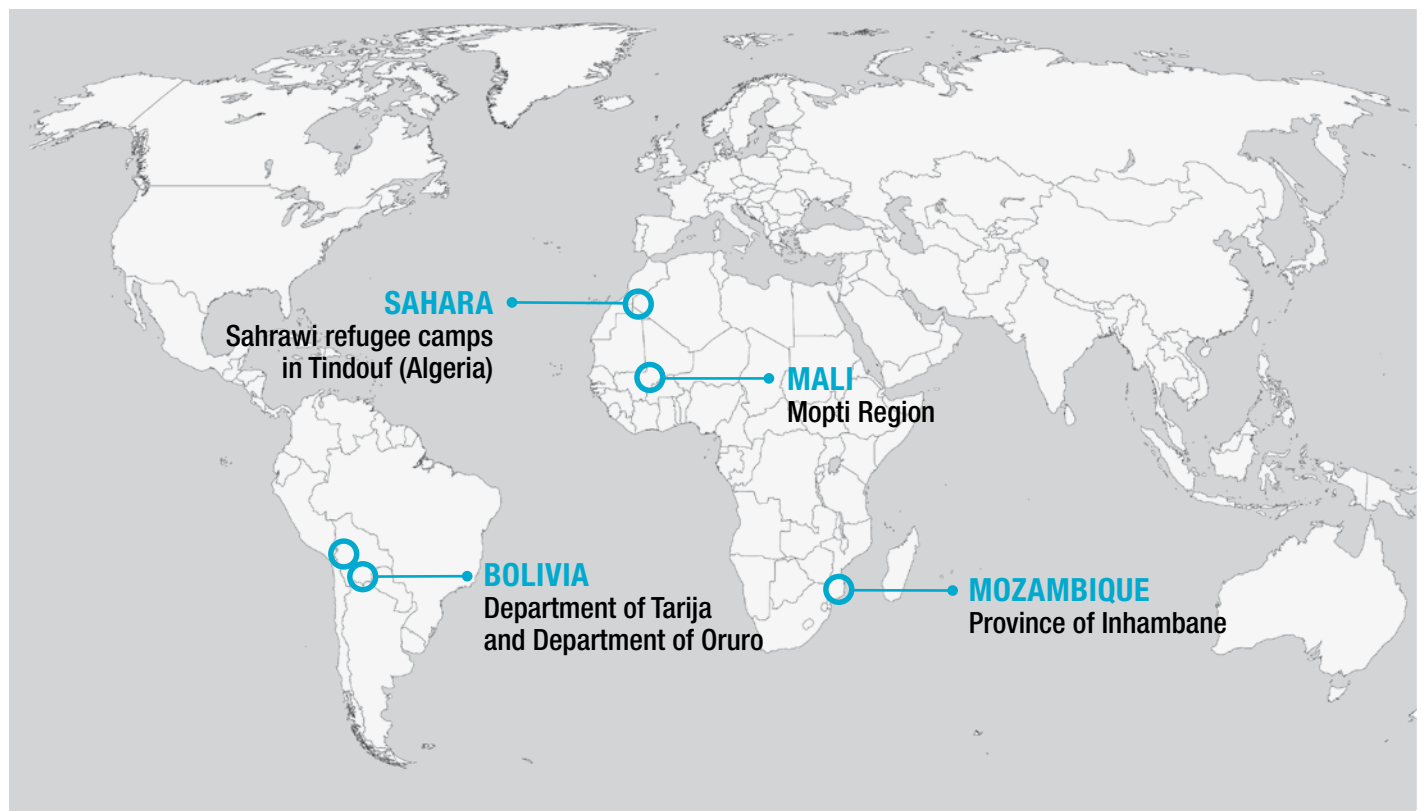 SAHARA
Sahrawi refugee camps
in Tindouf (Algeria)
MALI
Mopti Region
BOLIVIA
Department of Tarija
and Department of Oruro
MOZAMBIQUE
Province of Inhambane